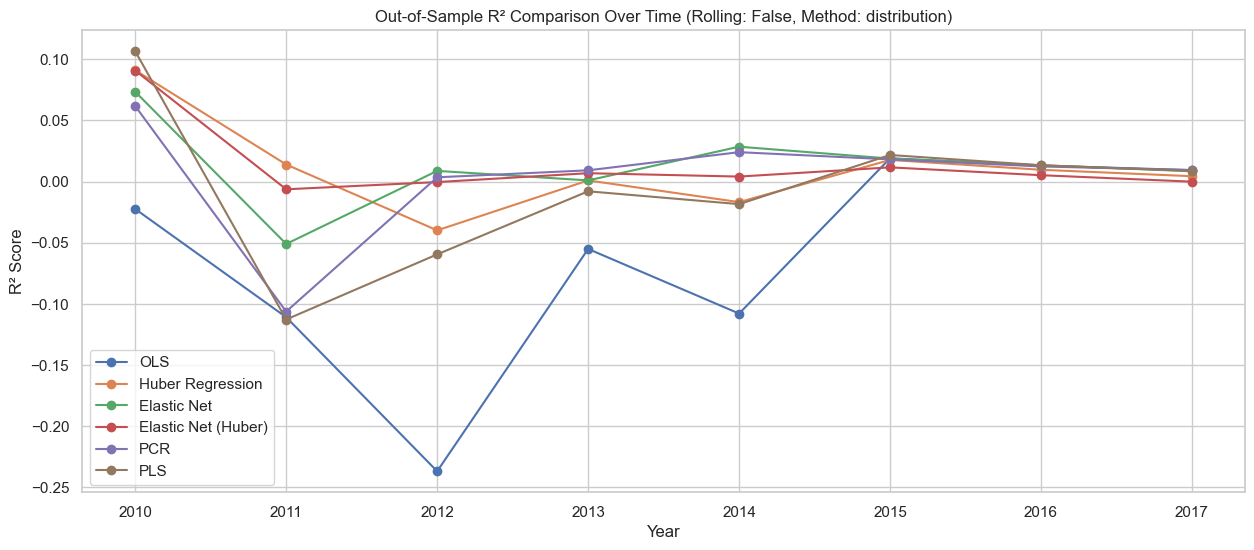 Out-of-Sample R² Comparison Over Time (Rolling: False, Method: distribution)
0.10
0.05
0.00
−0.05
−0.10
−0.15
−0.20
−0.25
R² Score
OLS
Huber Regression
Elastic Net
Elastic Net (Huber)
PCR
PLS
2010 2011 2012 2013 2014 2015 2016 2017
Year